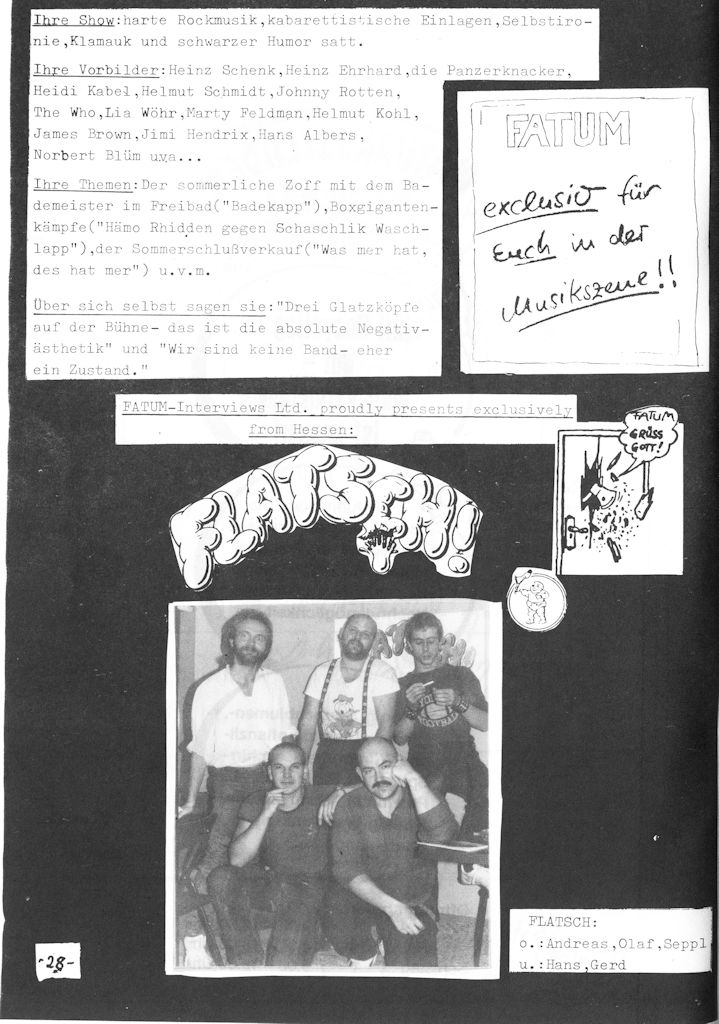 Ihre Show:harte Rockmusik,kabarettistische Einlagen,Selbstiro-
nie,Klamauk und schwarzer Humor satt.
Ihre Vorbilder:Heinz Schenk,Heinz Ehrhard,die Panzerknacker,
Heidi Kabel,Helmut Schmidt,Johnny Rotten,
The Who,Lia Wöhr,Marty Feldman,Helmut Kohl,
James Brown,Jimi Hendrix,Hans Albers,
Norbert Blüm uva...
Ihre Themen:Der sommerliche Zoff mit dem Ba-
demeister im Freibad("Badekapp"),Boxgiganten-
kämpfe("Hämo Rhidden gegen Schaschlik Wasch-
lapp"),der Sommerschlußverkauf("Was mer hat,
des hat mer") u.v.m.
Über sich selbst sagen sie:"Drei Glatzköpfe
auf der Bühne- das ist die absolute Negativ-
ästhetik" und "Wir sind keine Band- eher
ein Zustand."
FATUM
exclusiv für
Euch in der
Musikszene!!
FATUM-Interviews Ltd. proudly presents exclusively
from Hessen:
FATUM
GRÜSS
GOTT!
FLATSCH!
FLATSCH:
o.:Andreas,Olaf,Seppl
u.:Hans,Gerd
-28-